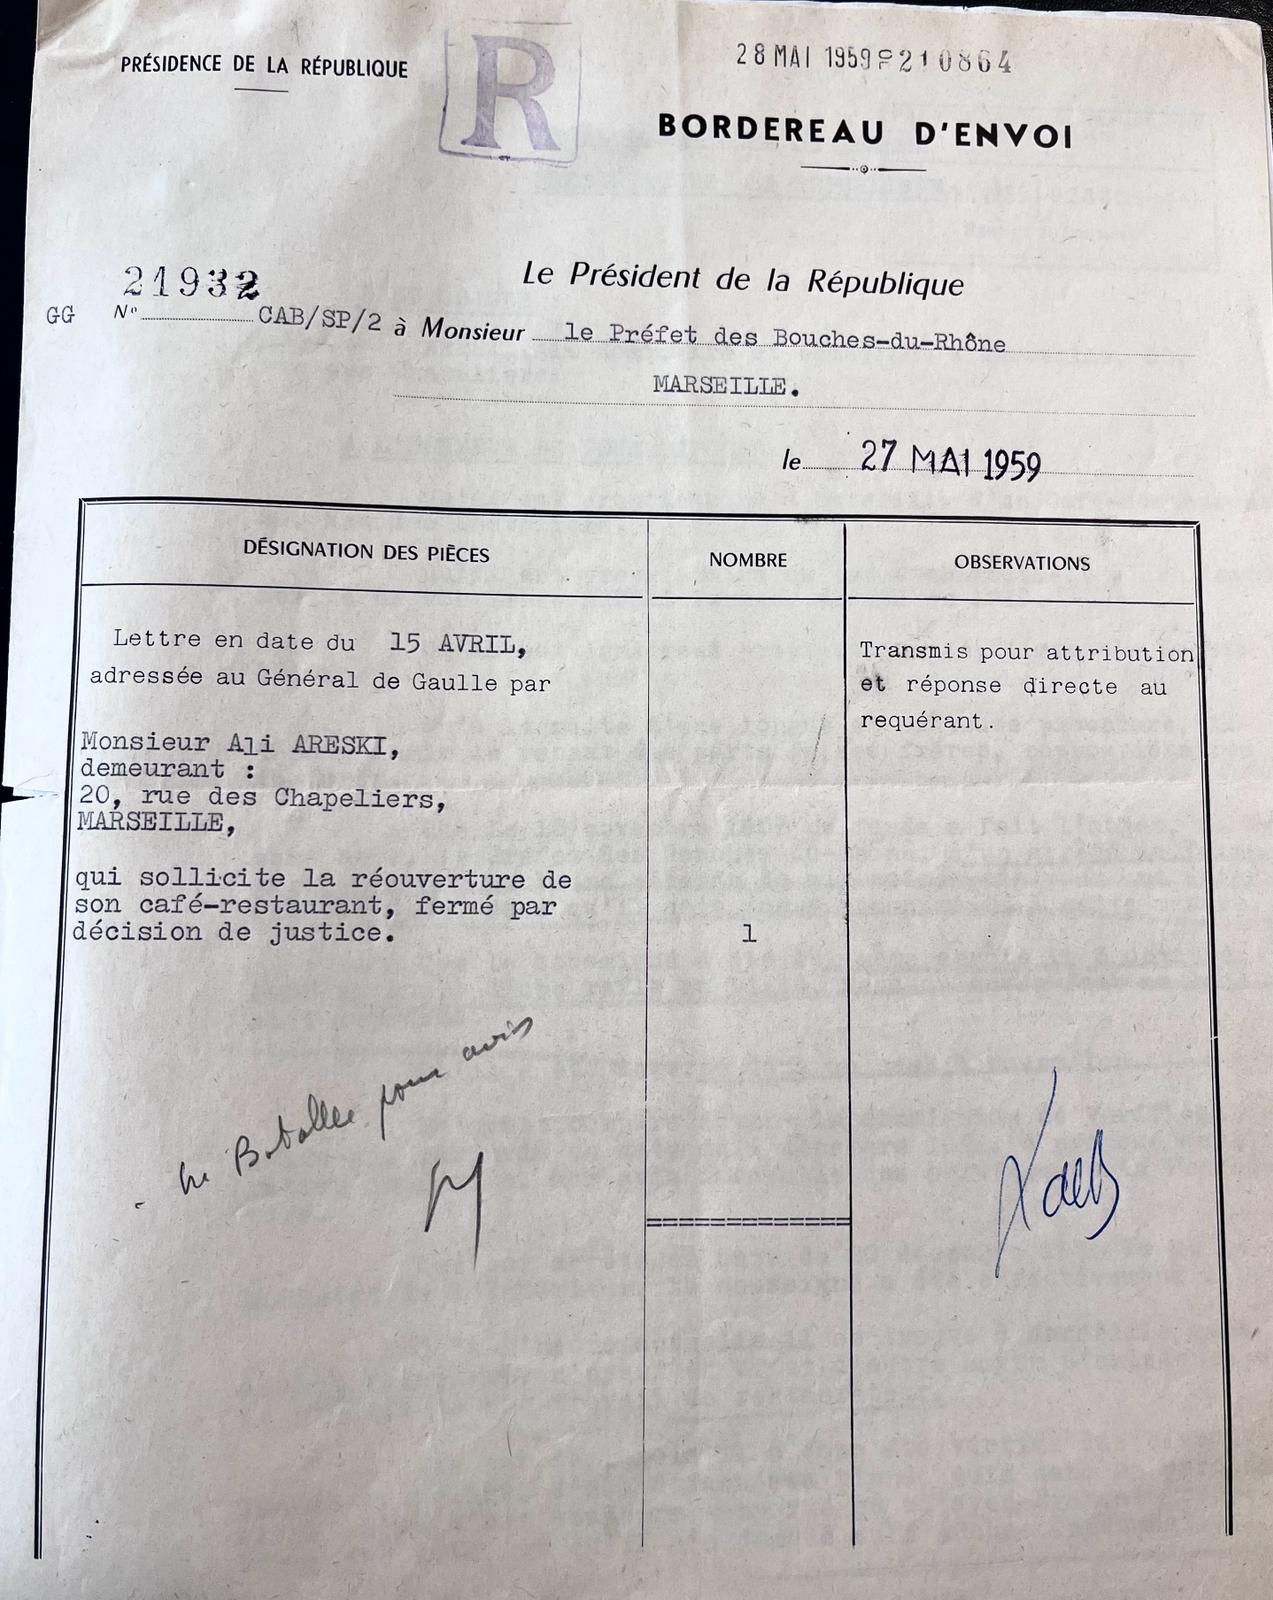 PRÉSIDENCE DE LA RÉPUBLIQUE
R
28 MAI 1959 210864
BORDEREAU D'ENVOI
21932
Le Président de la République
GG N° CAB/SP/2 à Monsieur le Préfet des Bouches-du-Rhône
MARSEILLE.
le 27 MAI 1959
DÉSIGNATION DES PIÈCES
NOMBRE
OBSERVATIONS
Lettre en date du 15 AVRIL,
adressée au Général de Gaulle par
Monsieur Ali ARESKI,
demeurant :
20, rue des Chapeliers,
MARSEILLE,
qui sollicite la réouverture de
son café-restaurant, fermé par
décision de justice.
1
Transmis pour attribution
et réponse directe au
requérant.
pour avis